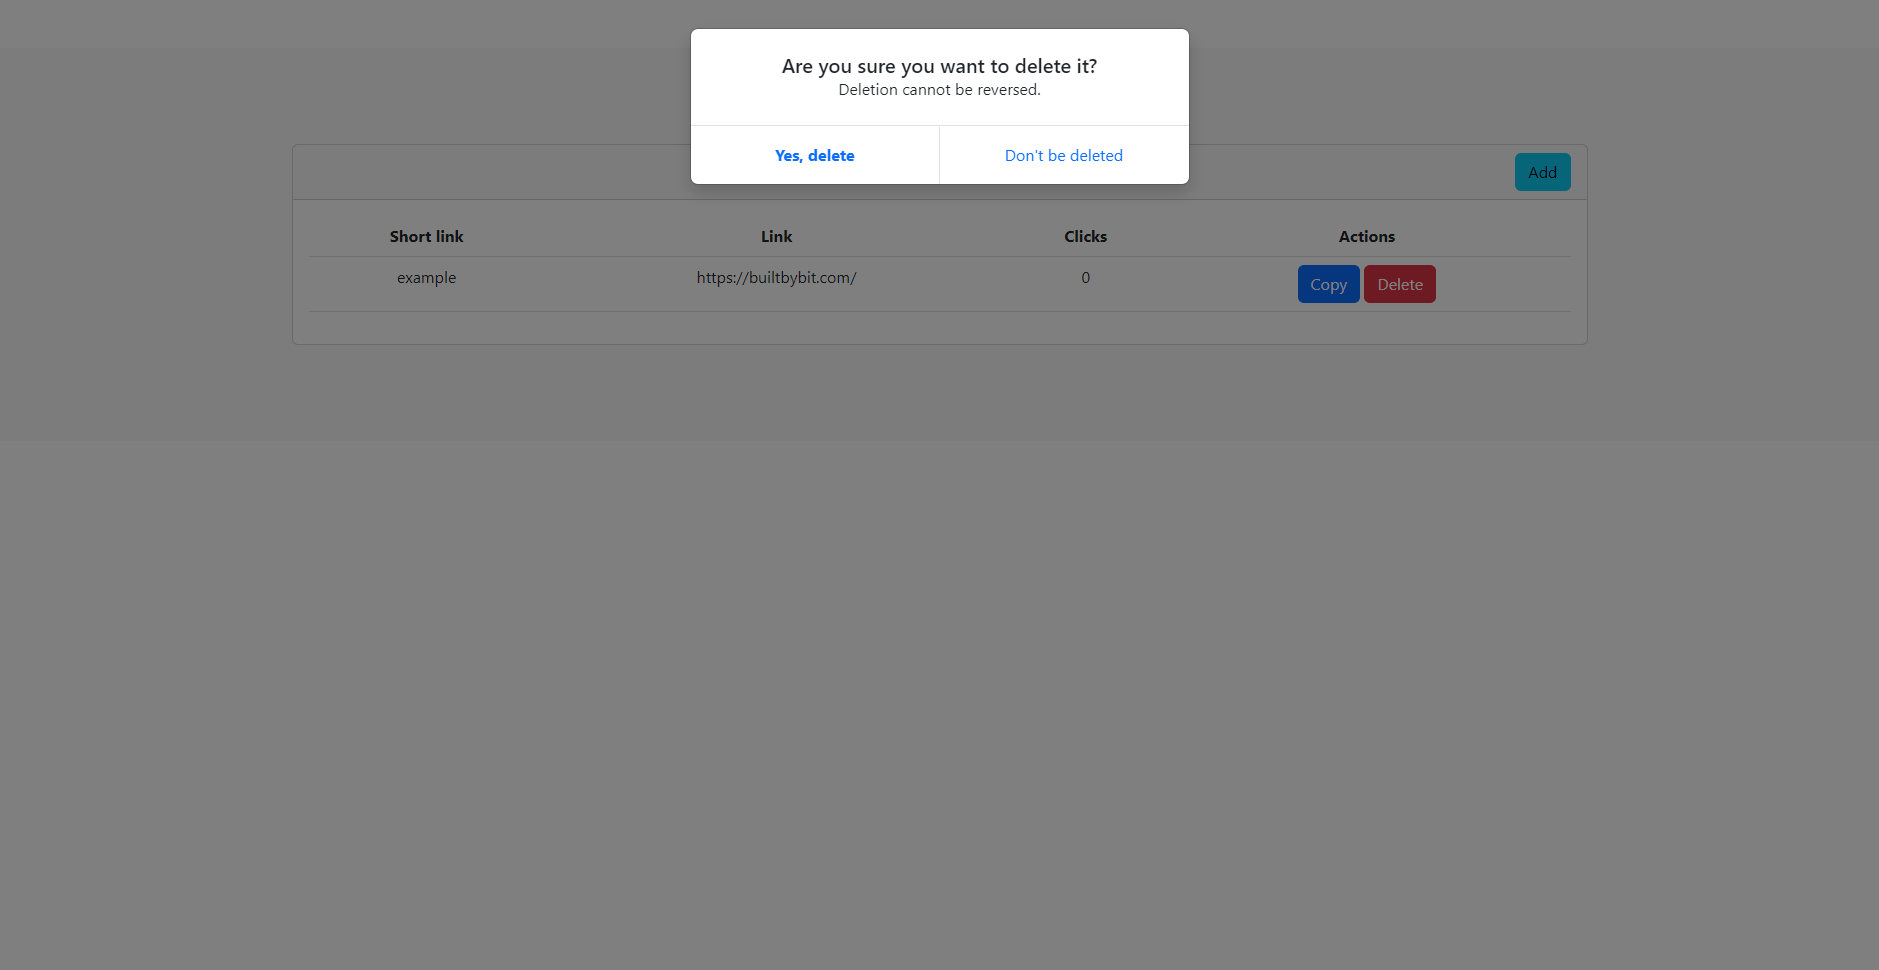 Are you sure you want to delete it?
Deletion cannot be reversed.
Yes, delete Don't be deleted
Add
Short link Link Clicks Actions
example https://builtbybit.com/ 0 Copy Delete